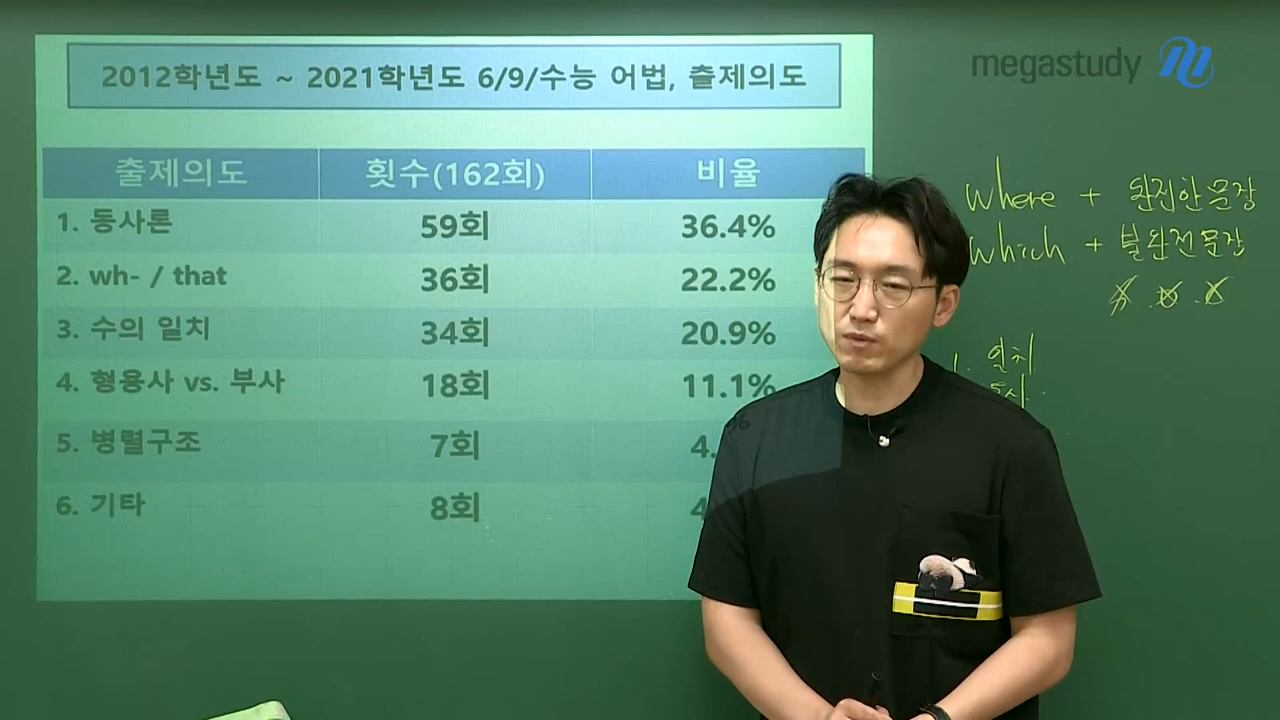 megastudy
2012학년도 ~ 2021학년도 6/9/수능 어법, 출제의도
출제의도 횟수(162회) 비율
1. 동사론 59회 36.4%
2. wh- / that 36회 22.2%
3. 수의 일치 34회 20.9%
4. 형용사 vs. 부사 18회 11.1%
5. 병렬구조 7회 4.
6. 기타 8회 4
where + 완전한 문장
which + 불완전 문장
1. 일치